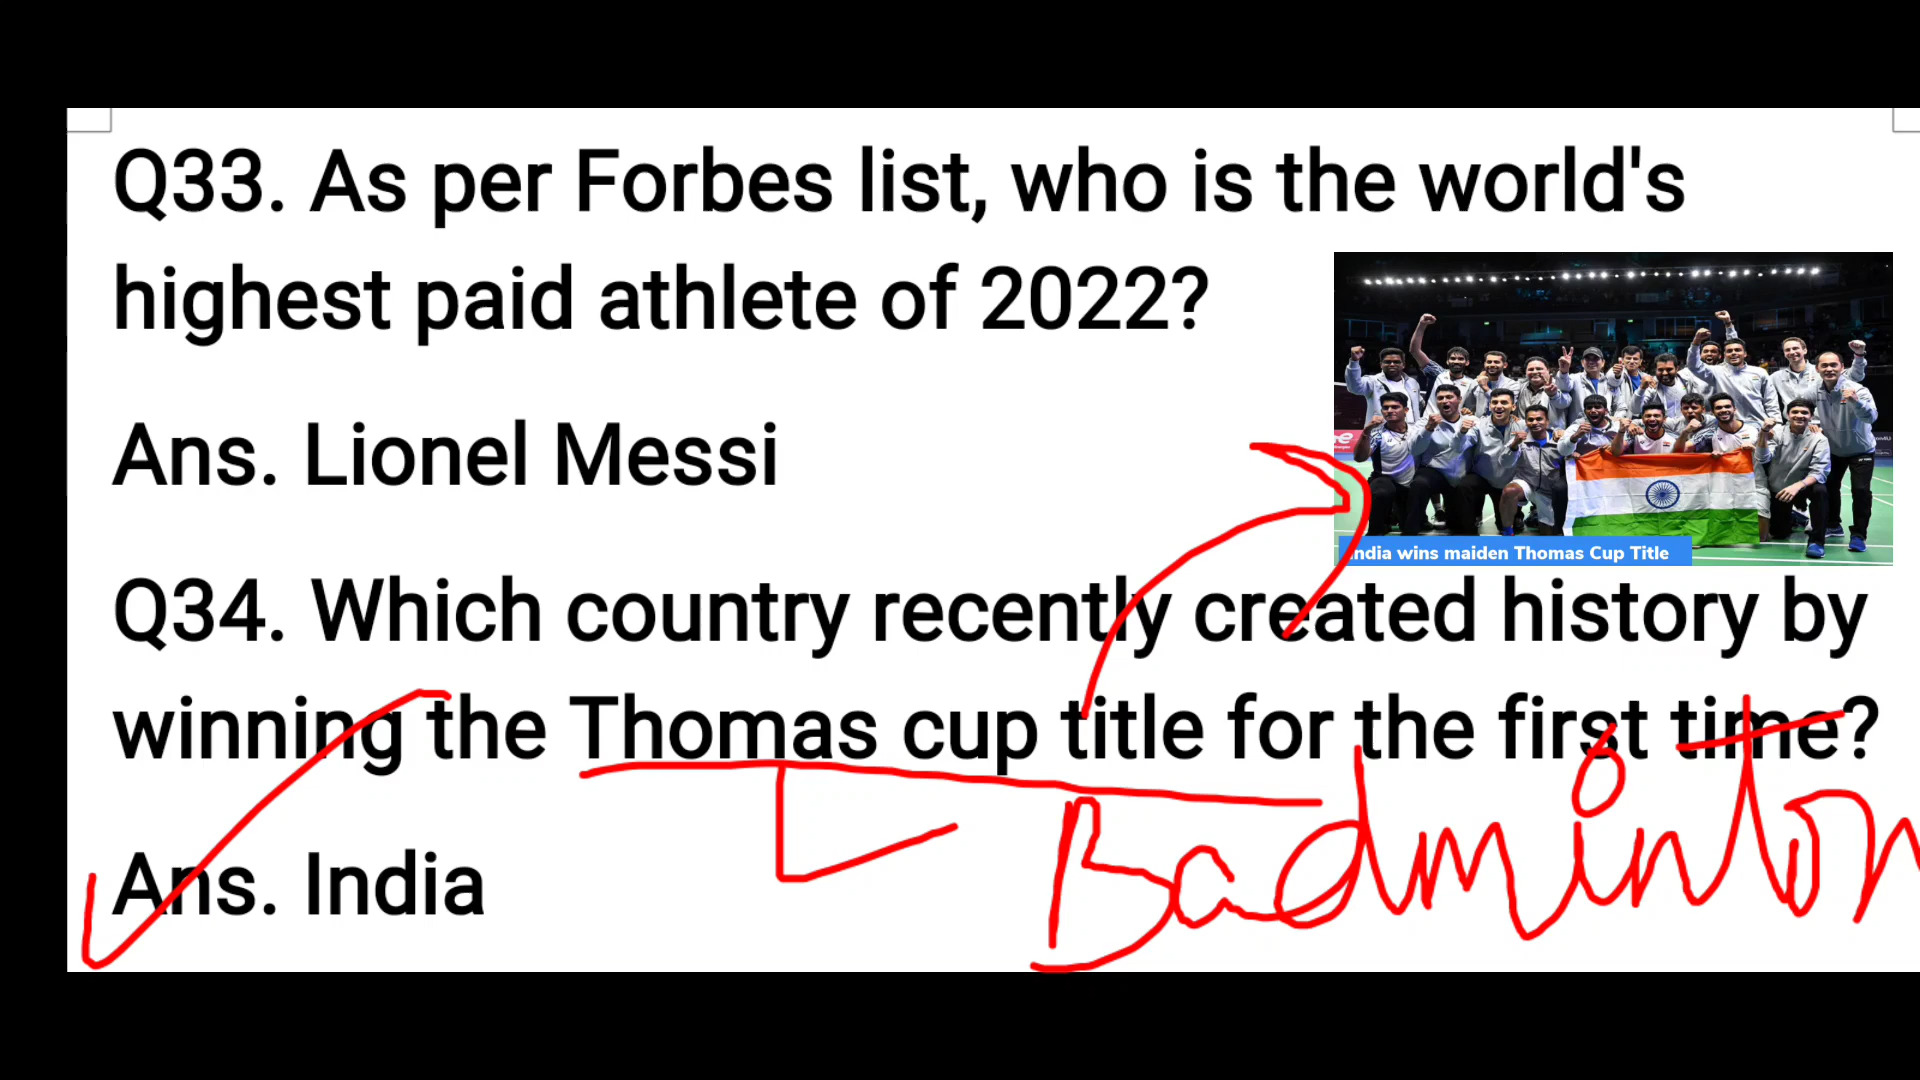 Q33. As per Forbes list, who is the world's
highest paid athlete of 2022?
Ans. Lionel Messi
India wins maiden Thomas Cup Title
Q34. Which country recently created history by
winning the Thomas cup title for the first time?
Badminton
Ans. India